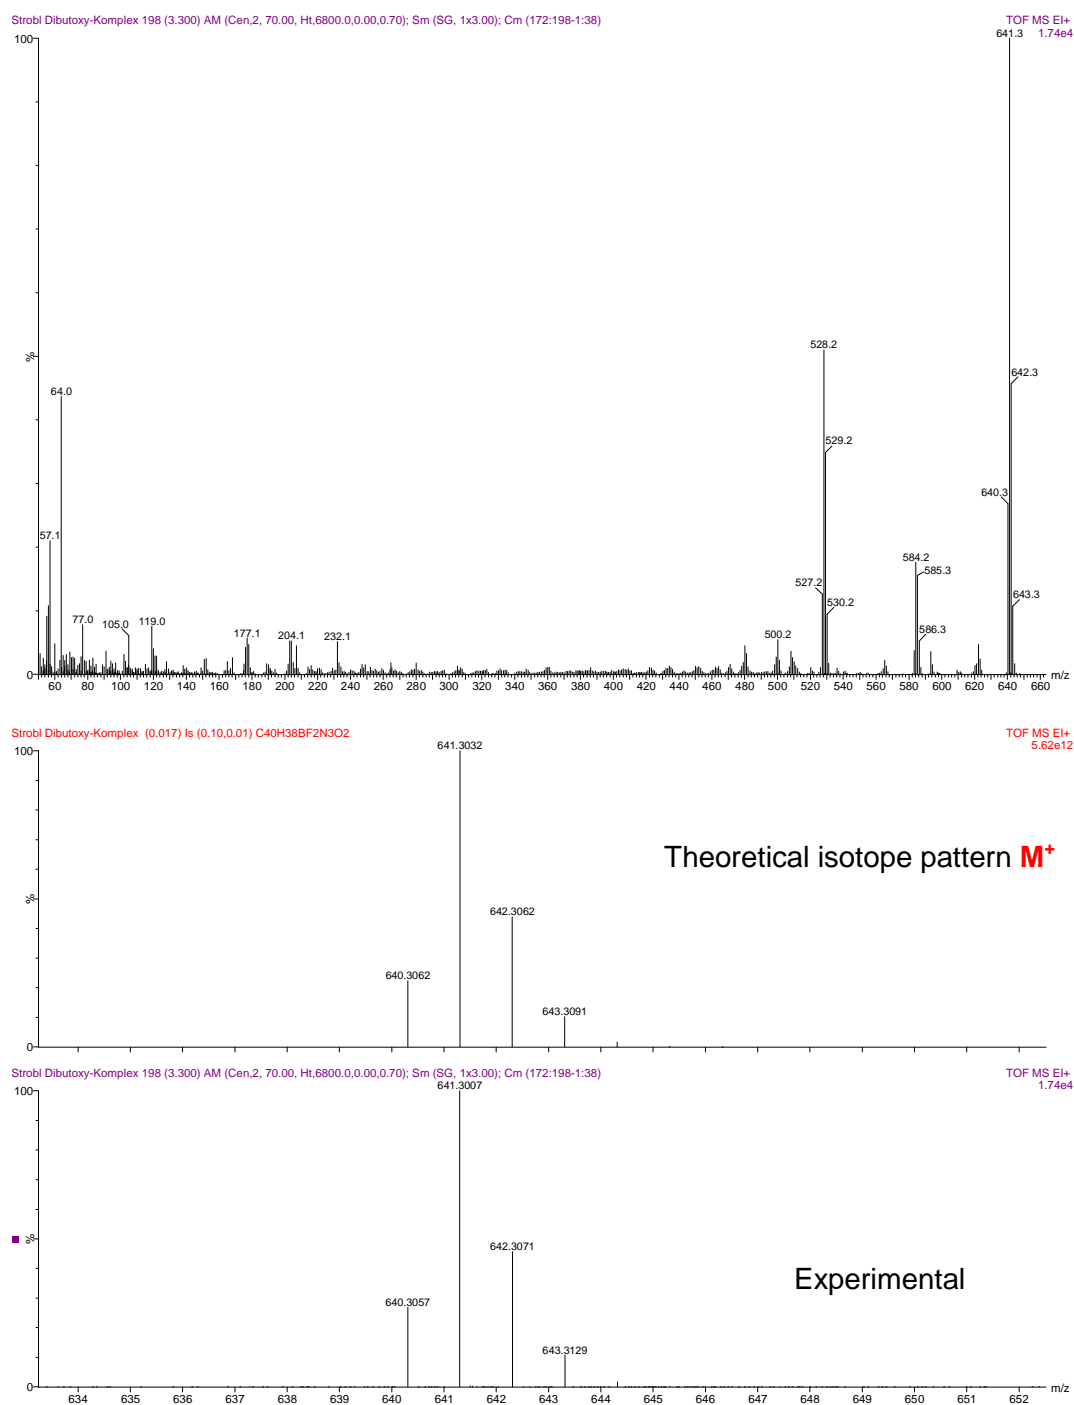 Strobl Dibutoxy-Komplex 198 (3.300) AM (Cen,2, 70.00, Ht,6800.0,0.00,0.70); Sm (SG, 1x3.00); Cm (172:198-1:38)
TOF MS EI+
1.74e4
100
%
0
641.3
528.2
642.3
64.0
529.2
640.3
57.1
584.2
585.3
527.2
530.2
643.3
77.0
105.0
119.0
177.1
204.1
232.1
500.2
586.3
60 80 100 120 140 160 180 200 220 240 260 280 300 320 340 360 380 400 420 440 460 480 500 520 540 560 580 600 620 640 660
m/z
Strobl Dibutoxy-Komplex (0.017) Is (0.10,0.01) C40H38BF2N3O2
TOF MS EI+
5.62e12
100
%
0
641.3032
Theoretical isotope pattern M+
642.3062
640.3062
643.3091
Strobl Dibutoxy-Komplex 198 (3.300) AM (Cen,2, 70.00, Ht,6800.0,0.00,0.70); Sm (SG, 1x3.00); Cm (172:198-1:38)
TOF MS EI+
1.74e4
100
%
0
641.3007
642.3071
Experimental
640.3057
643.3129
634 635 636 637 638 639 640 641 642 643 644 645 646 647 648 649 650 651 652
m/z